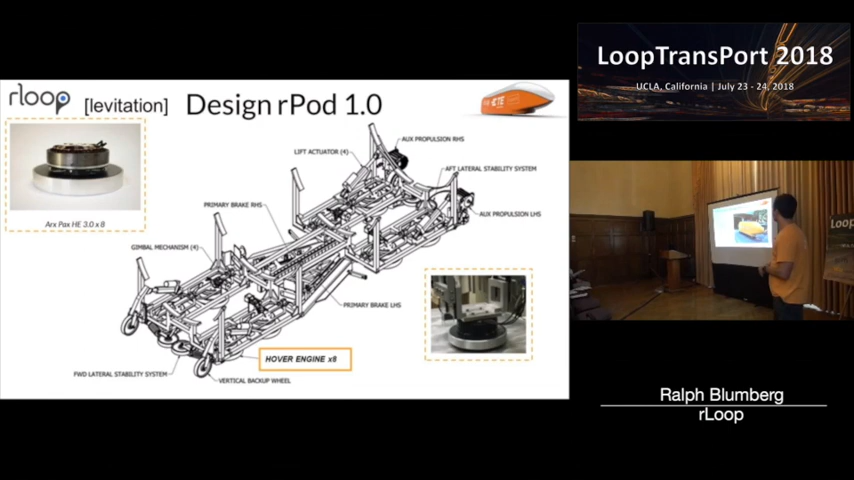 rloop
[levitation]
Design rPod 1.0
Arx Pax HE 3.0 x 8
AUX PROPULSION RHS
LIFT ACTUATOR (4)
AFT LATERAL STABILITY SYSTEM
PRIMARY BRAKE RHS
AUX PROPULSION LHS
GIMBAL MECHANISM (4)
PRIMARY BRAKE LHS
HOVER ENGINE x8
FWD LATERAL STABILITY SYSTEM
VERTICAL BACKUP WHEEL
LoopTransPort 2018
UCLA, California | July 23 - 24, 2018
Ralph Blumberg
rLoop